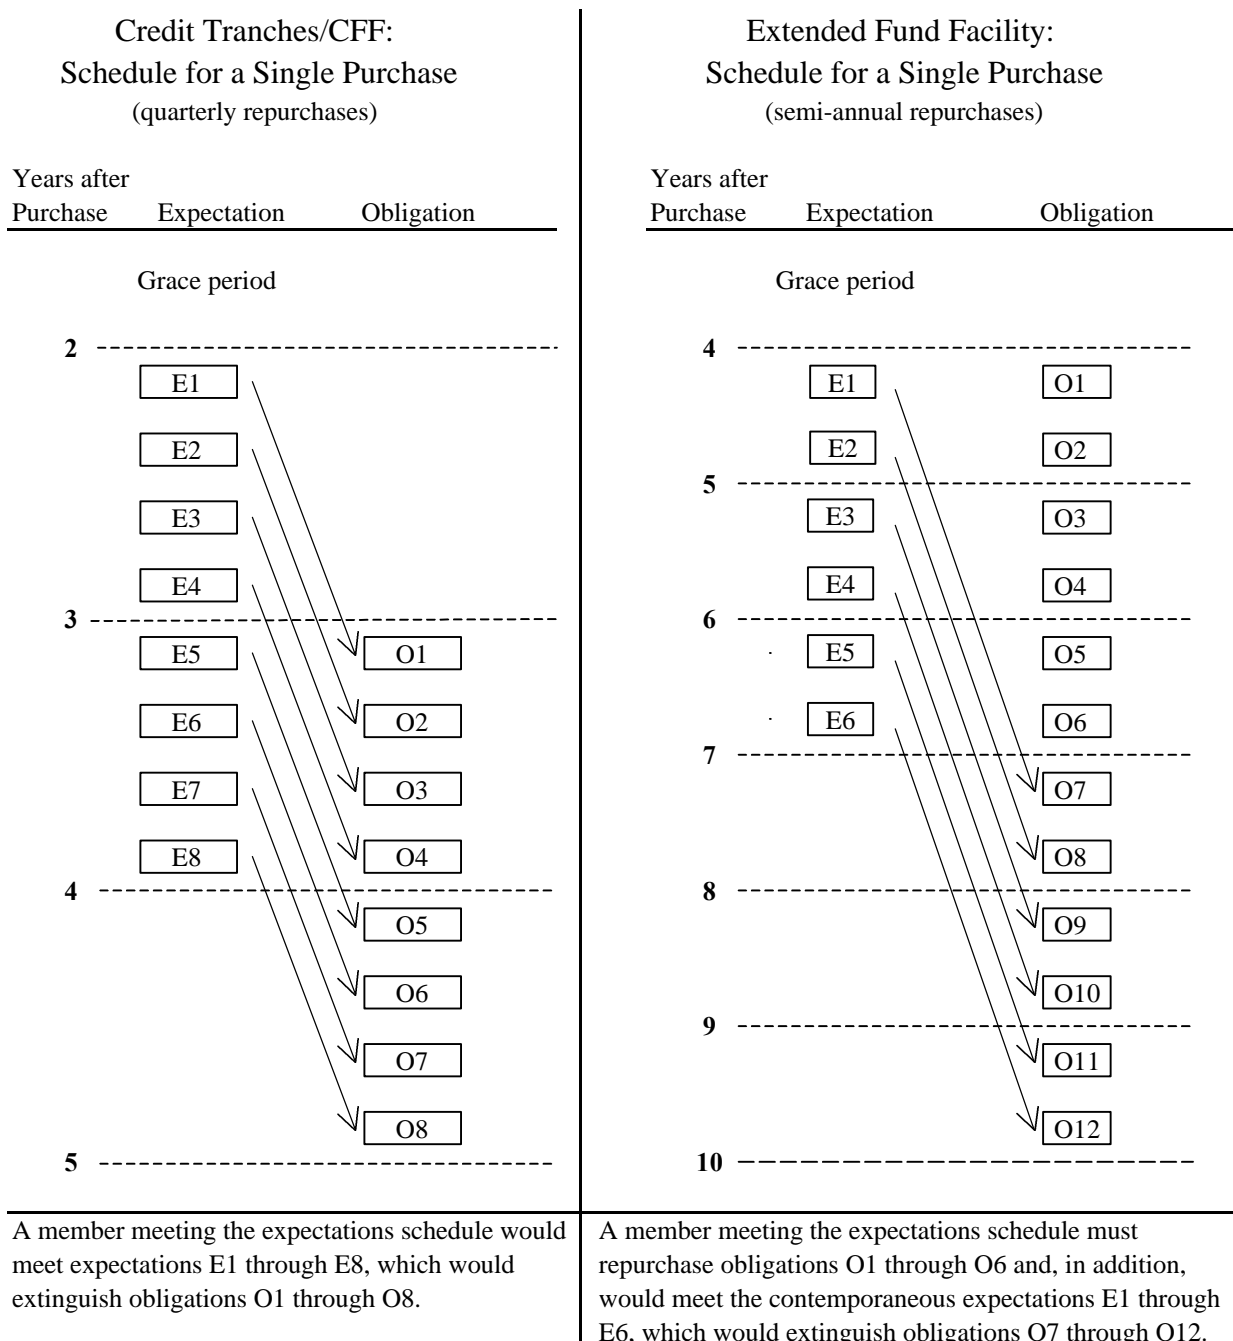 Credit Tranches/CFF:
Schedule for a Single Purchase
(quarterly repurchases)
Years after
Purchase Expectation Obligation
Grace period
2
E1
E2
E3
E4
3
E5 O1
E6 O2
E7 O3
E8 O4
4
O5
O6
O7
O8
5
A member meeting the expectations schedule would
meet expectations E1 through E8, which would
extinguish obligations O1 through O8.
Extended Fund Facility:
Schedule for a Single Purchase
(semi-annual repurchases)
Years after
Purchase Expectation Obligation
Grace period
4
E1 O1
E2 O2
5
E3 O3
E4 O4
6
E5 O5
E6 O6
7
O7
O8
8
O9
O10
9
O11
O12
10
A member meeting the expectations schedule must
repurchase obligations O1 through O6 and, in addition,
would meet the contemporaneous expectations E1 through
E6, which would extinguish obligations O7 through O12.